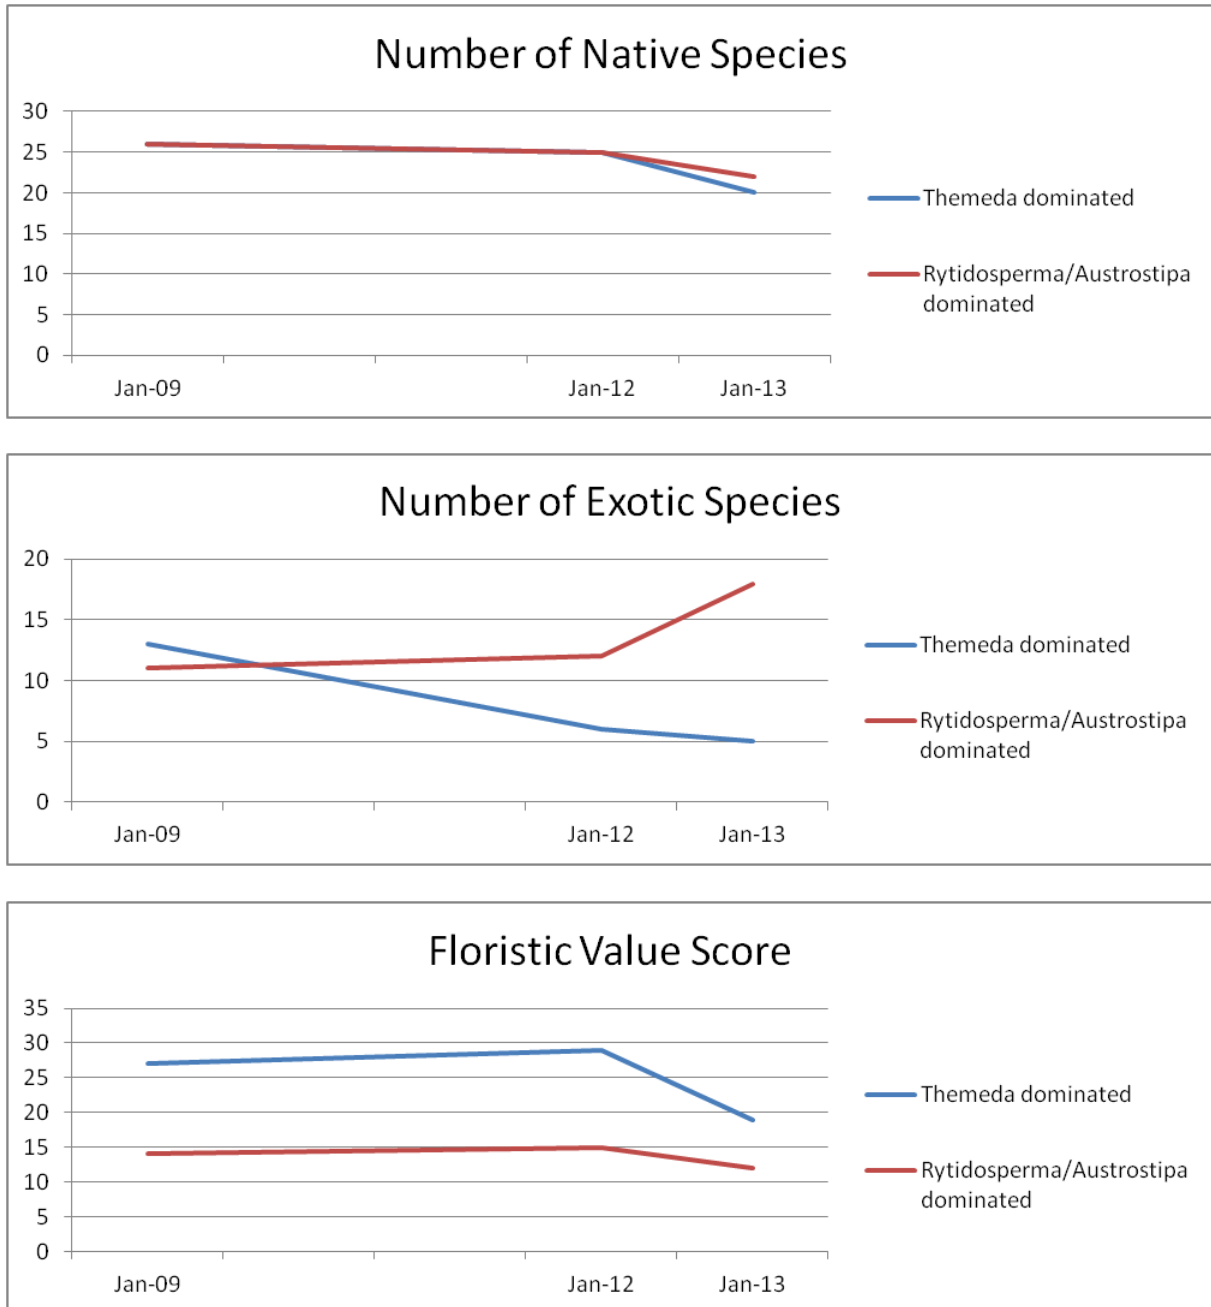 Number of Native Species
30
25
20
15
10
5
0
Jan-09 Jan-12 Jan-13
Themeda dominated
Rytidosperma/Austrostipa
dominated
Number of Exotic Species
20
15
10
5
0
Jan-09 Jan-12 Jan-13
Themeda dominated
Rytidosperma/Austrostipa
dominated
Floristic Value Score
35
30
25
20
15
10
5
0
Jan-09 Jan-12 Jan-13
Themeda dominated
Rytidosperma/Austrostipa
dominated